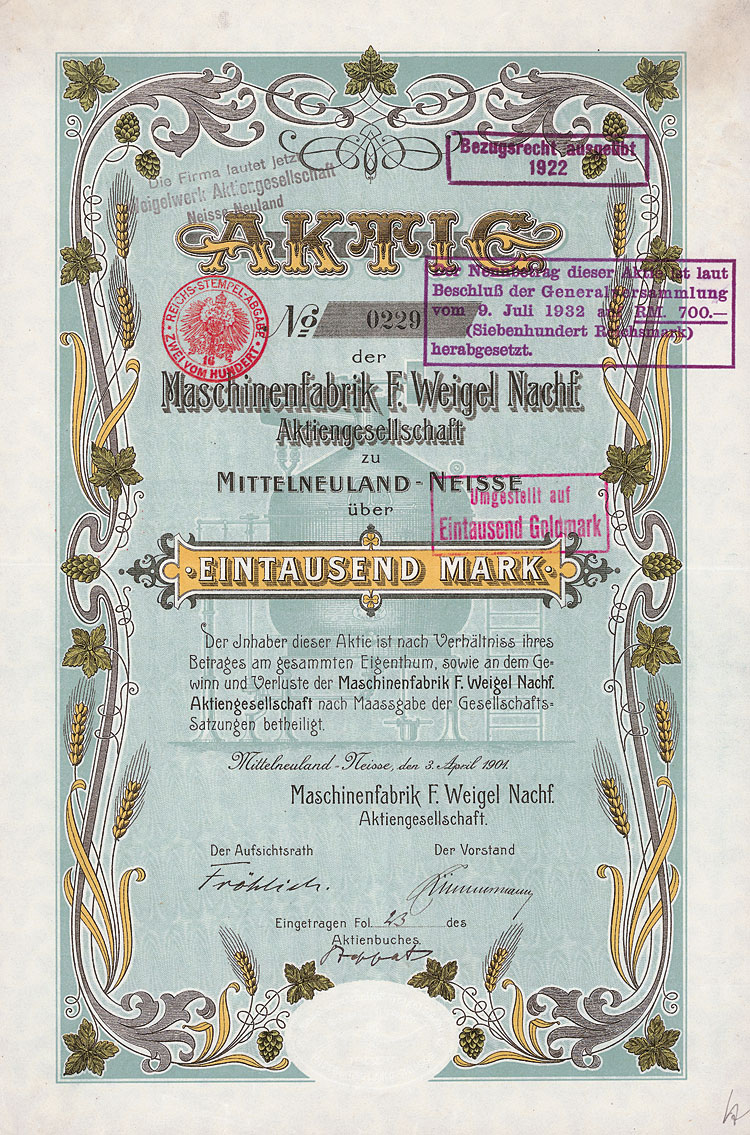 Bezugsrecht ausgeübt
1922
Die Firma lautet jetzt
Weigelwerk Aktiengesellschaft
Neisse-Neuland
AKTIE
Der Nennbetrag dieser Aktie ist laut
Beschluß der Generalversammlung
vom 9. Juli 1932 auf RM. 700.—
(Siebenhundert Reichsmark)
herabgesetzt.
REICHS-STEMPEL-ABGABE
16
ZWEI VOM HUNDERT
No 0229
der
Maschinenfabrik F. Weigel Nachf.
Aktiengesellschaft
zu
MITTELNEULAND-NEISSE
über
Umgestellt auf
Eintausend Goldmark
EINTAUSEND MARK
Der Jnhaber dieser Aktie ist nach Verhältniss ihres
Betrages am gesammten Eigenthum, sowie an dem Ge-
winn und Verluste der Maschinenfabrik F. Weigel Nachf.
Aktiengesellschaft nach Maassgabe der Gesellschafts-
Satzungen betheiligt.
Mittelneuland-Neisse, den 3. April 1901.
Maschinenfabrik F. Weigel Nachf.
Aktiengesellschaft.
Der Aufsichtsrath
Der Vorstand
Fröhlich.
Eingetragen Fol. 23 des
Aktienbuches.